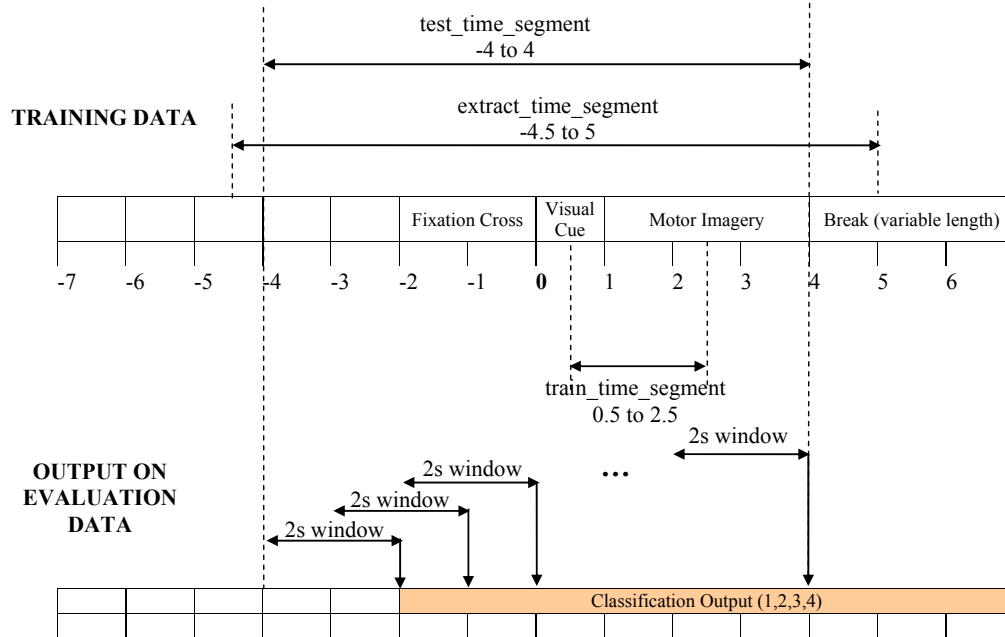 test_time_segment
-4 to 4
TRAINING DATA
extract_time_segment
-4.5 to 5
Fixation Cross
Visual
Cue
Motor Imagery
Break (variable length)
-7 -6 -5 -4 -3 -2 -1 0 1 2 3 4 5 6
train_time_segment
0.5 to 2.5
2s window
...
OUTPUT ON
EVALUATION
DATA
2s window
2s window
2s window
Classification Output (1,2,3,4)